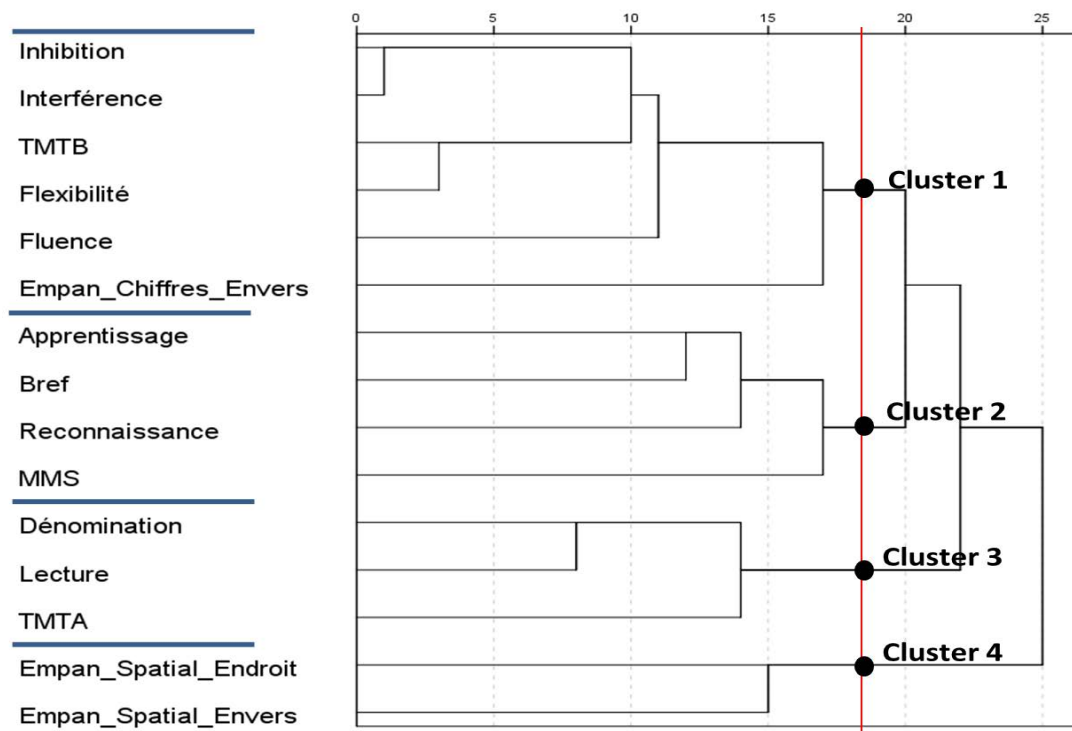 0 5 10 15 20 25
Inhibition
Interférence
TMTB
Flexibilité
Cluster 1
Fluence
Empan_Chiffres_Envers
Apprentissage
Bref
Cluster 2
Reconnaissance
MMS
Dénomination
Cluster 3
Lecture
TMTA
Cluster 4
Empan_Spatial_Endroit
Empan_Spatial_Envers